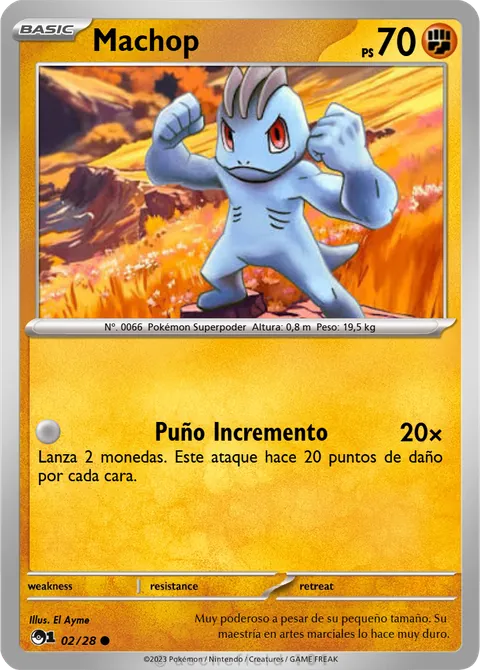 BASIC
Machop
PS 70
Nº. 0066 Pokémon Superpoder Altura: 0,8 m Peso: 19,5 kg
Puño Incremento 20×
Lanza 2 monedas. Este ataque hace 20 puntos de daño
por cada cara.
weakness resistance retreat
Illus. El Ayme
Muy poderoso a pesar de su pequeño tamaño. Su
maestría en artes marciales lo hace muy duro.
1 02/28
©2023 Pokémon / Nintendo / Creatures / GAME FREAK